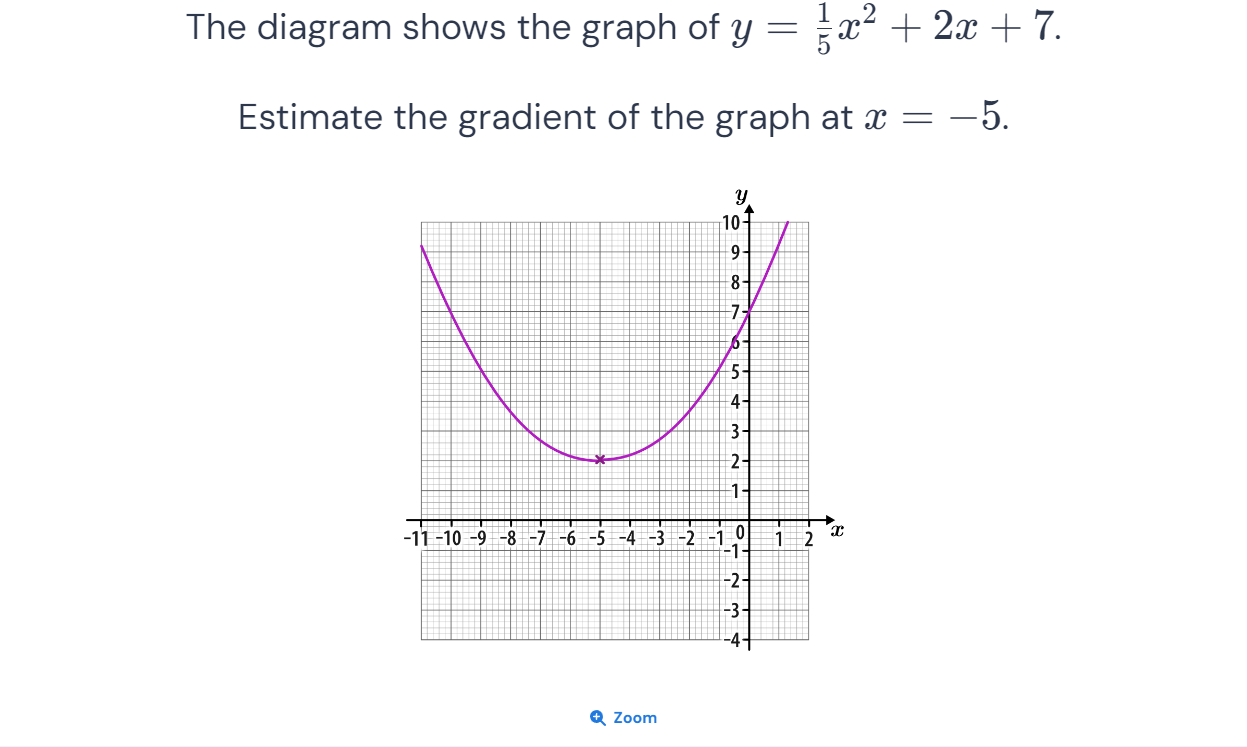 The diagram shows the graph of y = 1/5 x² + 2x + 7.
Estimate the gradient of the graph at x = −5.
y
10
9
8
7
6
5
4
3
2
1
-11 -10 -9 -8 -7 -6 -5 -4 -3 -2 -1 0 1 2 x
-1
-2
-3
-4
Zoom